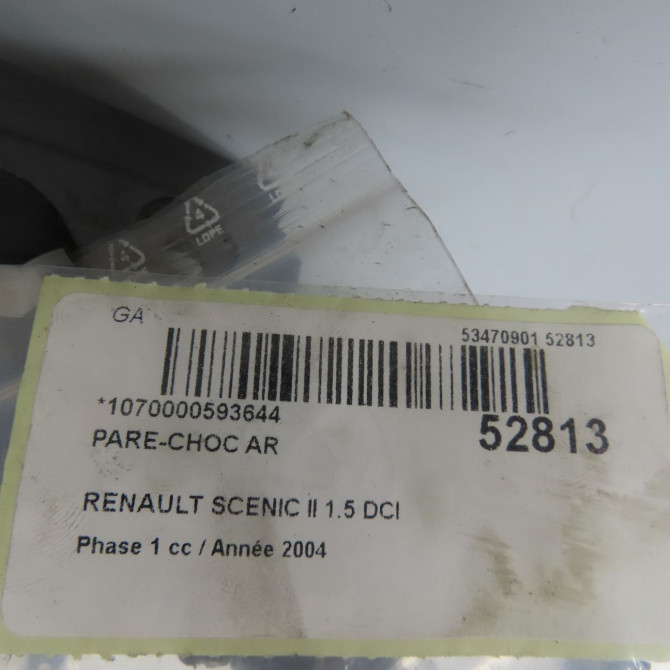 4
LDPE
GA
53470901 52813
*1070000593644
52813
PARE-CHOC AR
RENAULT SCENIC II 1.5 DCI
Phase 1 cc / Année 2004